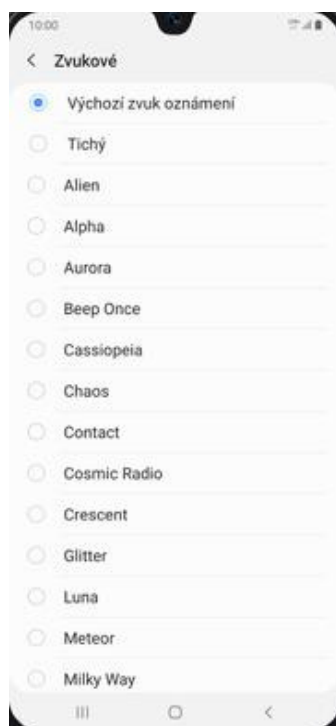 10:00
Zvukové
Výchozí zvuk oznámení
Tichý
Alien
Alpha
Aurora
Beep Once
Cassiopeia
Chaos
Contact
Cosmic Radio
Crescent
Glitter
Luna
Meteor
Milky Way